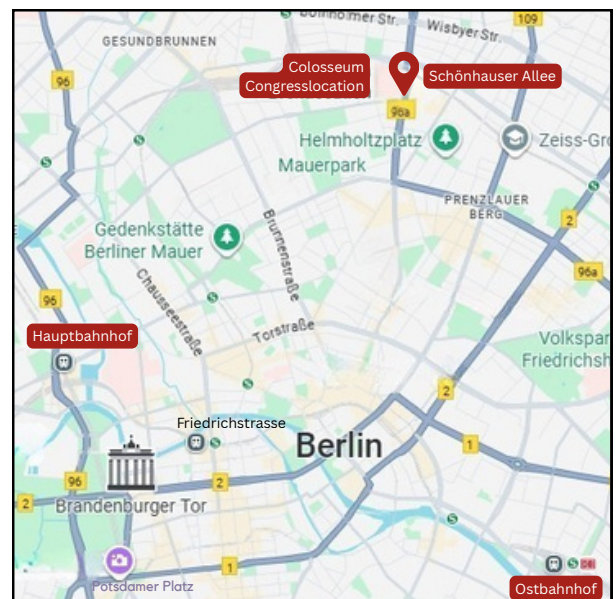 Bornholmer Str.
Wisbyer Str.
109
GESUNDBRUNNEN
96
Colosseum
Congresslocation
Schönhauser Allee
96a
Helmholtzplatz
Zeiss-Gro
Mauerpark
PRENZLAUER
BERG
2
Gedenkstätte
Berliner Mauer
Brunnenstraße
96a
Chausseestraße
96
Torstraße
Hauptbahnhof
Volkspar
Friedrichsh
2
Friedrichstrasse
Berlin
1
96
2
2
Brandenburger Tor
1
Potsdamer Platz
DB
Ostbahnhof